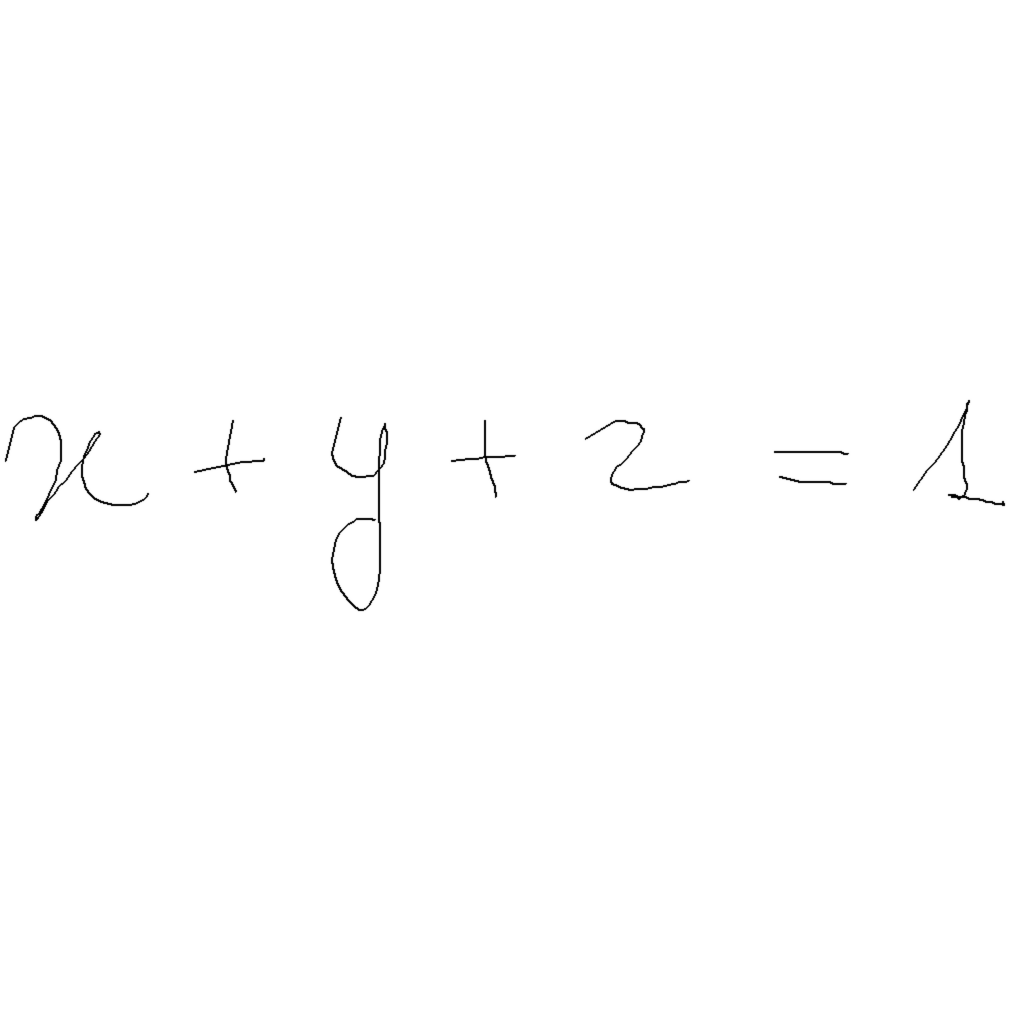 x + y + z = 1